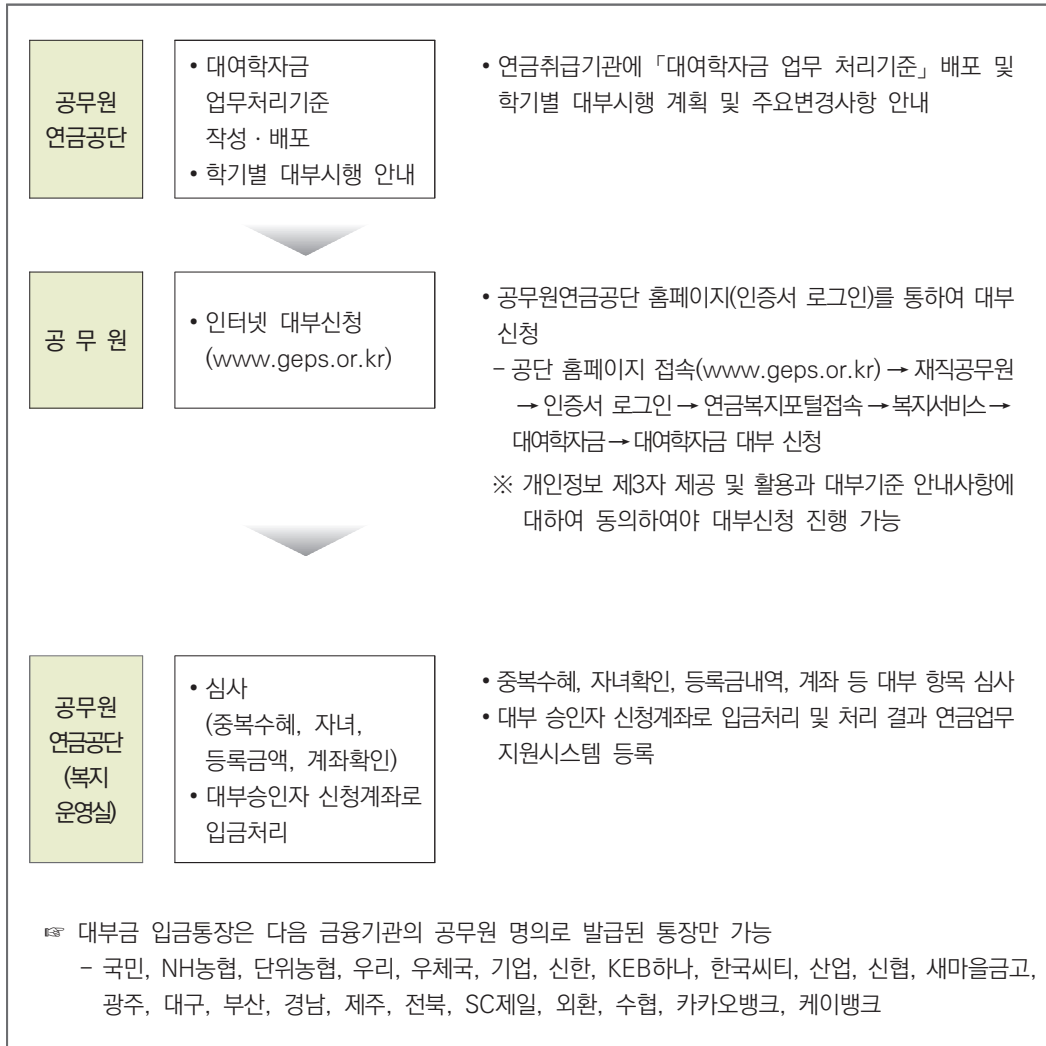 공무원
연금공단
• 대여학자금
업무처리기준
작성 · 배포
• 학기별 대부시행 안내
• 연금취급기관에 「대여학자금 업무 처리기준」 배포 및
학기별 대부시행 계획 및 주요변경사항 안내
공 무 원
• 인터넷 대부신청
(www.geps.or.kr)
• 공무원연금공단 홈페이지(인증서 로그인)를 통하여 대부
신청
- 공단 홈페이지 접속(www.geps.or.kr) → 재직공무원
→ 인증서 로그인 → 연금복지포털접속 → 복지서비스 →
대여학자금 → 대여학자금 대부 신청
※ 개인정보 제3자 제공 및 활용과 대부기준 안내사항에
대하여 동의하여야 대부신청 진행 가능
공무원
연금공단
(복지
운영실)
• 심사
(중복수혜, 자녀,
등록금액, 계좌확인)
• 대부승인자 신청계좌로
입금처리
• 중복수혜, 자녀확인, 등록금내역, 계좌 등 대부 항목 심사
• 대부 승인자 신청계좌로 입금처리 및 처리 결과 연금업무
지원시스템 등록
☞ 대부금 입금통장은 다음 금융기관의 공무원 명의로 발급된 통장만 가능
- 국민, NH농협, 단위농협, 우리, 우체국, 기업, 신한, KEB하나, 한국씨티, 산업, 신협, 새마을금고,
광주, 대구, 부산, 경남, 제주, 전북, SC제일, 외환, 수협, 카카오뱅크, 케이뱅크